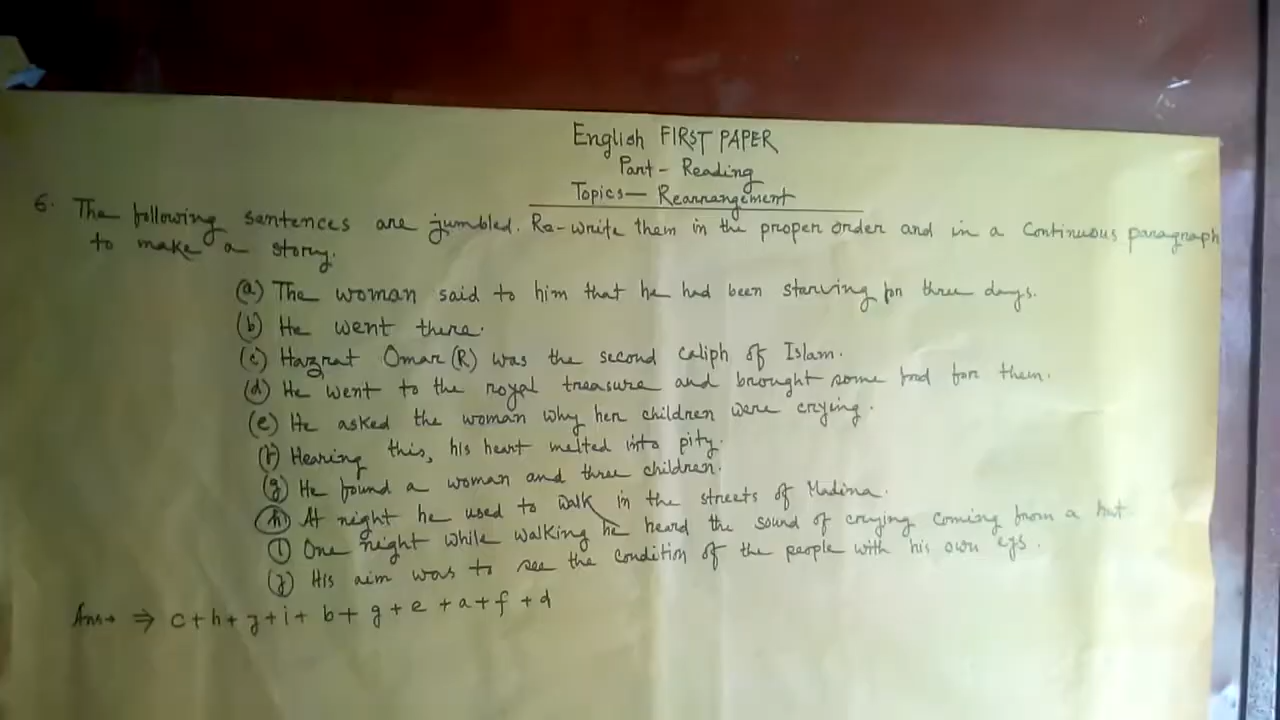 English FIRST PAPER
Part - Reading
Topics — Rearrangement
6. The following sentences are jumbled. Re-write them in the proper order and in a continuous paragraph
to make a story.
(a) The woman said to him that he had been starving for three days.
(b) He went there.
(c) Hazrat Omar (R) was the second caliph of Islam.
(d) He went to the royal treasure and brought some food for them.
(e) He asked the woman why her children were crying.
(f) Hearing this, his heart melted into pity.
(g) He found a woman and three children.
(h) At night he used to walk in the streets of Madina.
(i) One night while walking he heard the sound of crying coming from a hut.
(j) His aim was to see the condition of the people with his own eys.
Ans → ⇒ c + h + j + i + b + g + e + a + f + d